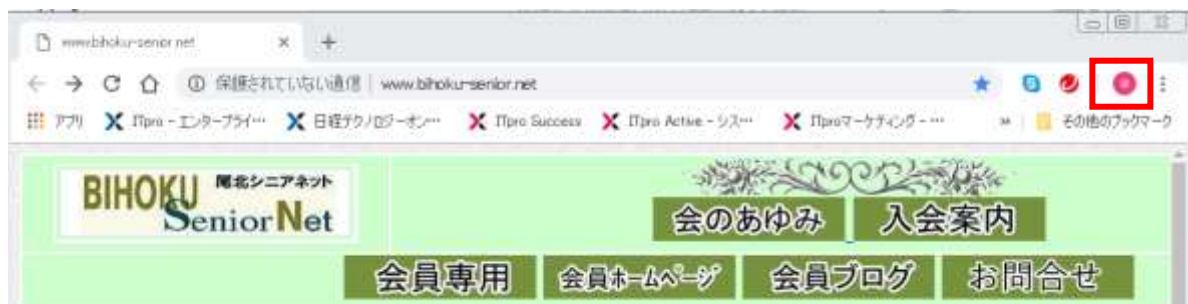 www.bihoku-senior.net
保護されていない通信 | www.bihoku-senior.net
アプリ ITpro - エンタープライ… 日経テクノロジーオン… ITpro Success ITpro Active - シス… ITproマーケティング - … » その他のブックマーク
BIHOKU 尾北シニアネット
SeniorNet
会のあゆみ 入会案内
会員専用 会員ホームページ 会員ブログ お問合せ